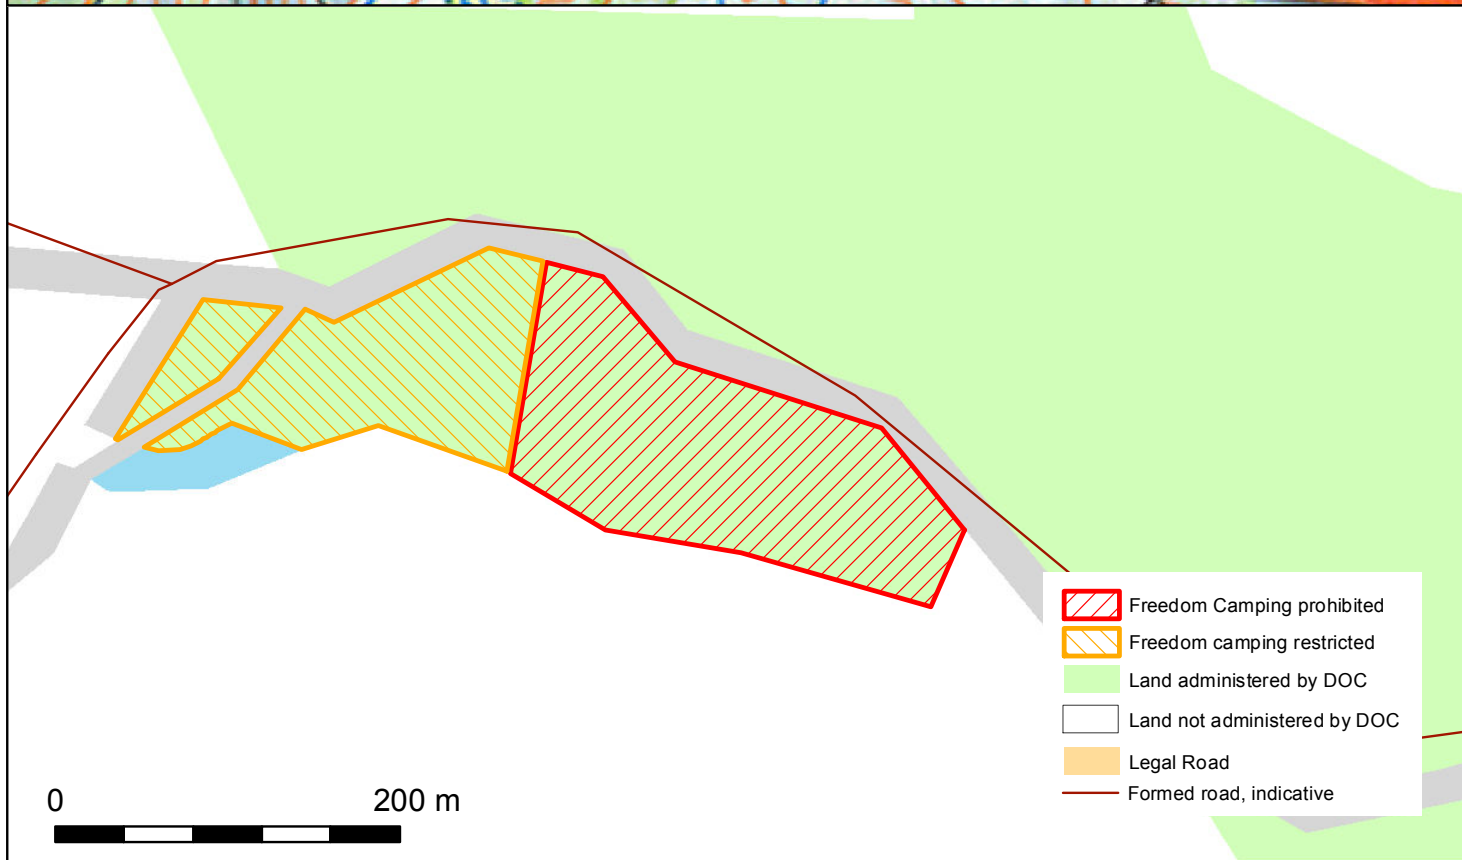 Freedom Camping prohibited
Freedom camping restricted
Land administered by DOC
Land not administered by DOC
Legal Road
Formed road, indicative
0 200 m